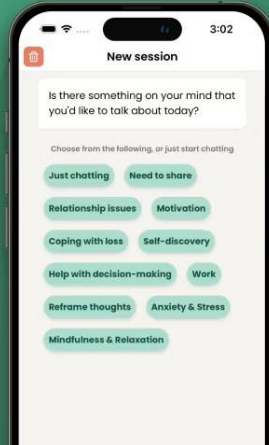 3:02
New session
Is there something on your mind that
you'd like to talk about today?
Choose from the following, or just start chatting
Just chatting Need to share
Relationship issues Motivation
Coping with loss Self-discovery
Help with decision-making Work
Reframe thoughts Anxiety & Stress
Mindfulness & Relaxation